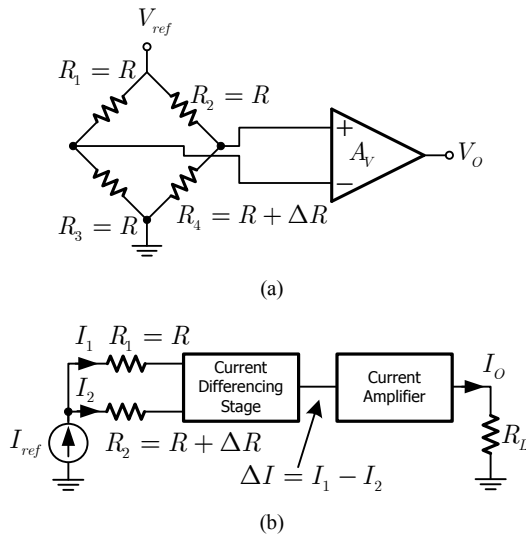 V_ref
R_1 = R
R_2 = R
+
A_V
−
V_O
R_3 = R
R_4 = R + ΔR
(a)
I_1 R_1 = R
I_2
R_2 = R + ΔR
I_ref
Current
Differencing
Stage
Current
Amplifier
I_O
R_L
ΔI = I_1 − I_2
(b)